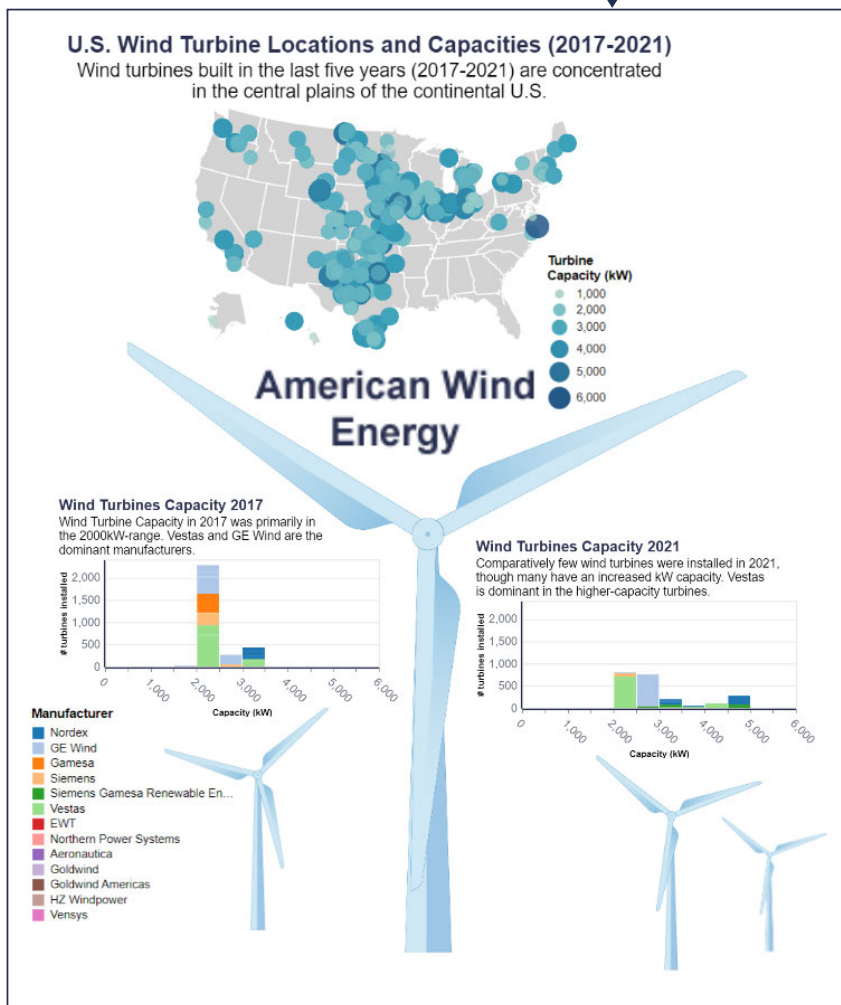 U.S. Wind Turbine Locations and Capacities (2017-2021)
Wind turbines built in the last five years (2017-2021) are concentrated
in the central plains of the continental U.S.
Turbine
Capacity (kW)
1,000
2,000
3,000
4,000
5,000
6,000
American Wind
Energy
Wind Turbines Capacity 2017
Wind Turbine Capacity in 2017 was primarily in
the 2000kW-range. Vestas and GE Wind are the
dominant manufacturers.
# turbines installed
2,000
1,500
1,000
500
0
0
1,000
2,000
3,000
4,000
5,000
6,000
Capacity (kW)
Wind Turbines Capacity 2021
Comparatively few wind turbines were installed in 2021,
though many have an increased kW capacity. Vestas
is dominant in the higher-capacity turbines.
# turbines installed
2,000
1,500
1,000
500
0
0
1,000
2,000
3,000
4,000
5,000
6,000
Capacity (kW)
Manufacturer
Nordex
GE Wind
Gamesa
Siemens
Siemens Gamesa Renewable En...
Vestas
EWT
Northern Power Systems
Aeronautica
Goldwind
Goldwind Americas
HZ Windpower
Vensys